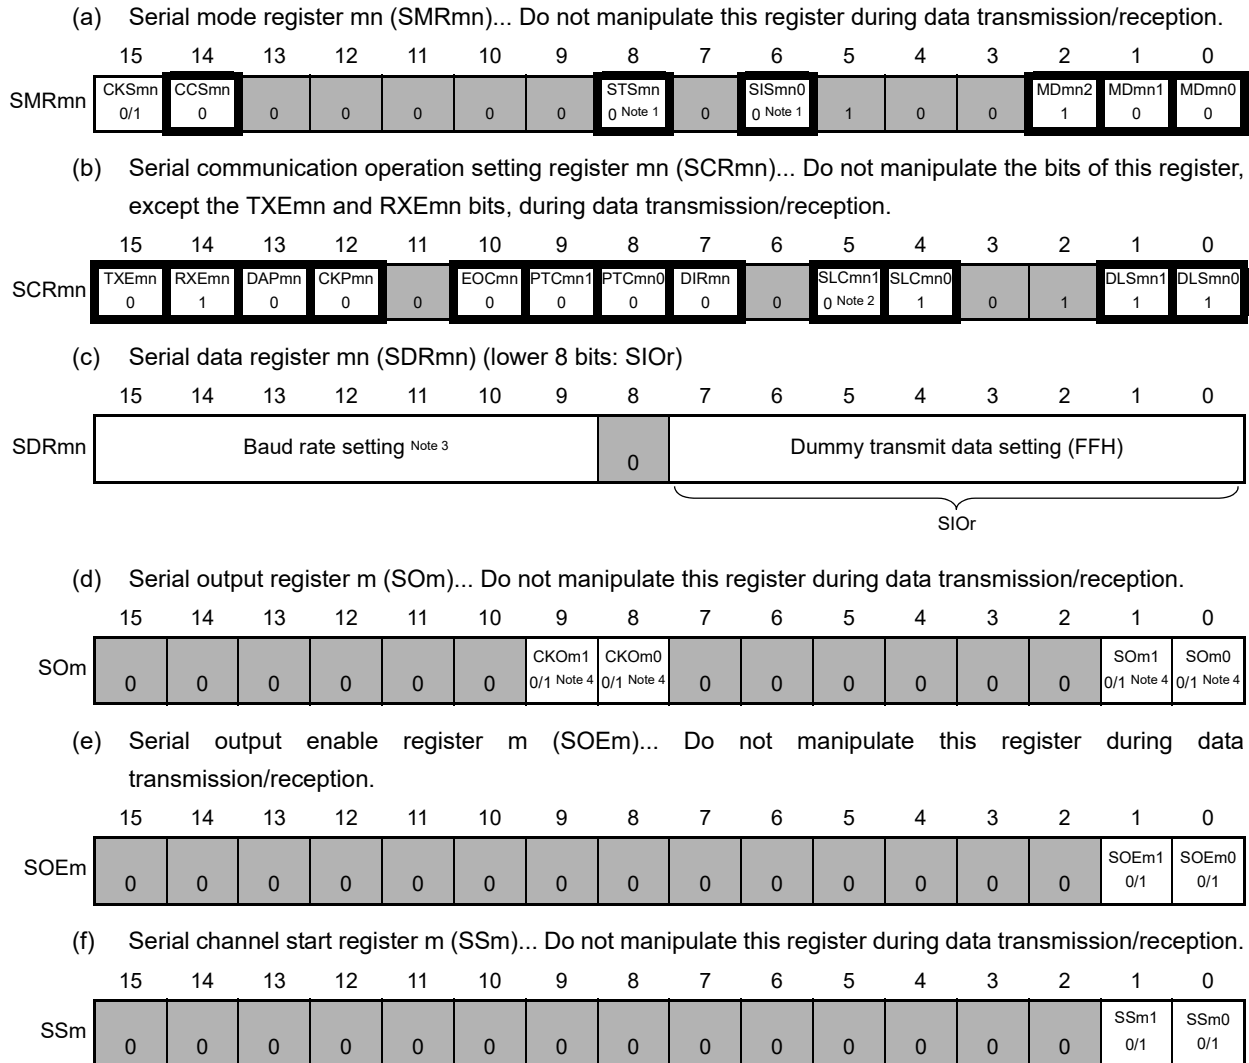 (a) Serial mode register mn (SMRmn)... Do not manipulate this register during data transmission/reception.
15 14 13 12 11 10 9 8 7 6 5 4 3 2 1 0
CKSmn CCSmn STSmn SISmn0 MDmn2 MDmn1 MDmn0
SMRmn 0/1 0 0 0 0 0 0 0 Note 1 0 0 Note 1 1 0 0 1 0 0
(b) Serial communication operation setting register mn (SCRmn)... Do not manipulate the bits of this register,
except the TXEmn and RXEmn bits, during data transmission/reception.
15 14 13 12 11 10 9 8 7 6 5 4 3 2 1 0
TXEmn RXEmn DAPmn CKPmn EOCmn PTCmn1 PTCmn0 DIRmn SLCmn1 SLCmn0 DLSmn1 DLSmn0
SCRmn 0 1 0 0 0 0 0 0 0 0 0 Note 2 1 0 1 1 1
(c) Serial data register mn (SDRmn) (lower 8 bits: SIOr)
15 14 13 12 11 10 9 8 7 6 5 4 3 2 1 0
SDRmn Baud rate setting Note 3 0 Dummy transmit data setting (FFH)
SIOr
(d) Serial output register m (SOm)... Do not manipulate this register during data transmission/reception.
15 14 13 12 11 10 9 8 7 6 5 4 3 2 1 0
CKOm1 CKOm0 SOm1 SOm0
SOm 0 0 0 0 0 0 0/1 Note 4 0/1 Note 4 0 0 0 0 0 0 0/1 Note 4 0/1 Note 4
(e) Serial output enable register m (SOEm)... Do not manipulate this register during data
transmission/reception.
15 14 13 12 11 10 9 8 7 6 5 4 3 2 1 0
SOEm1 SOEm0
SOEm 0 0 0 0 0 0 0 0 0 0 0 0 0 0 0/1 0/1
(f) Serial channel start register m (SSm)... Do not manipulate this register during data transmission/reception.
15 14 13 12 11 10 9 8 7 6 5 4 3 2 1 0
SSm1 SSm0
SSm 0 0 0 0 0 0 0 0 0 0 0 0 0 0 0/1 0/1